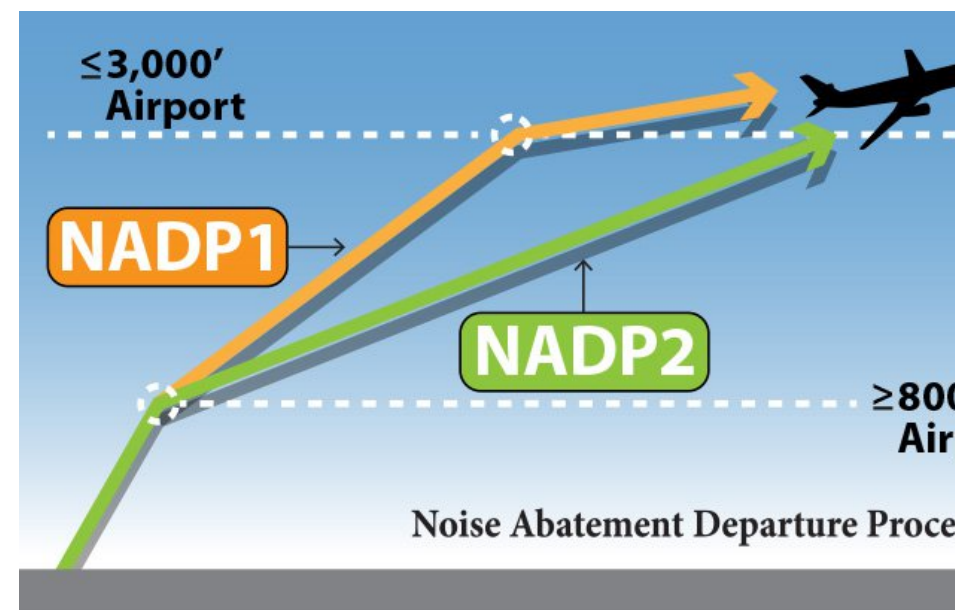 ≤3,000’
Airport
NADP1
NADP2
≥800
Air
Noise Abatement Departure Proce